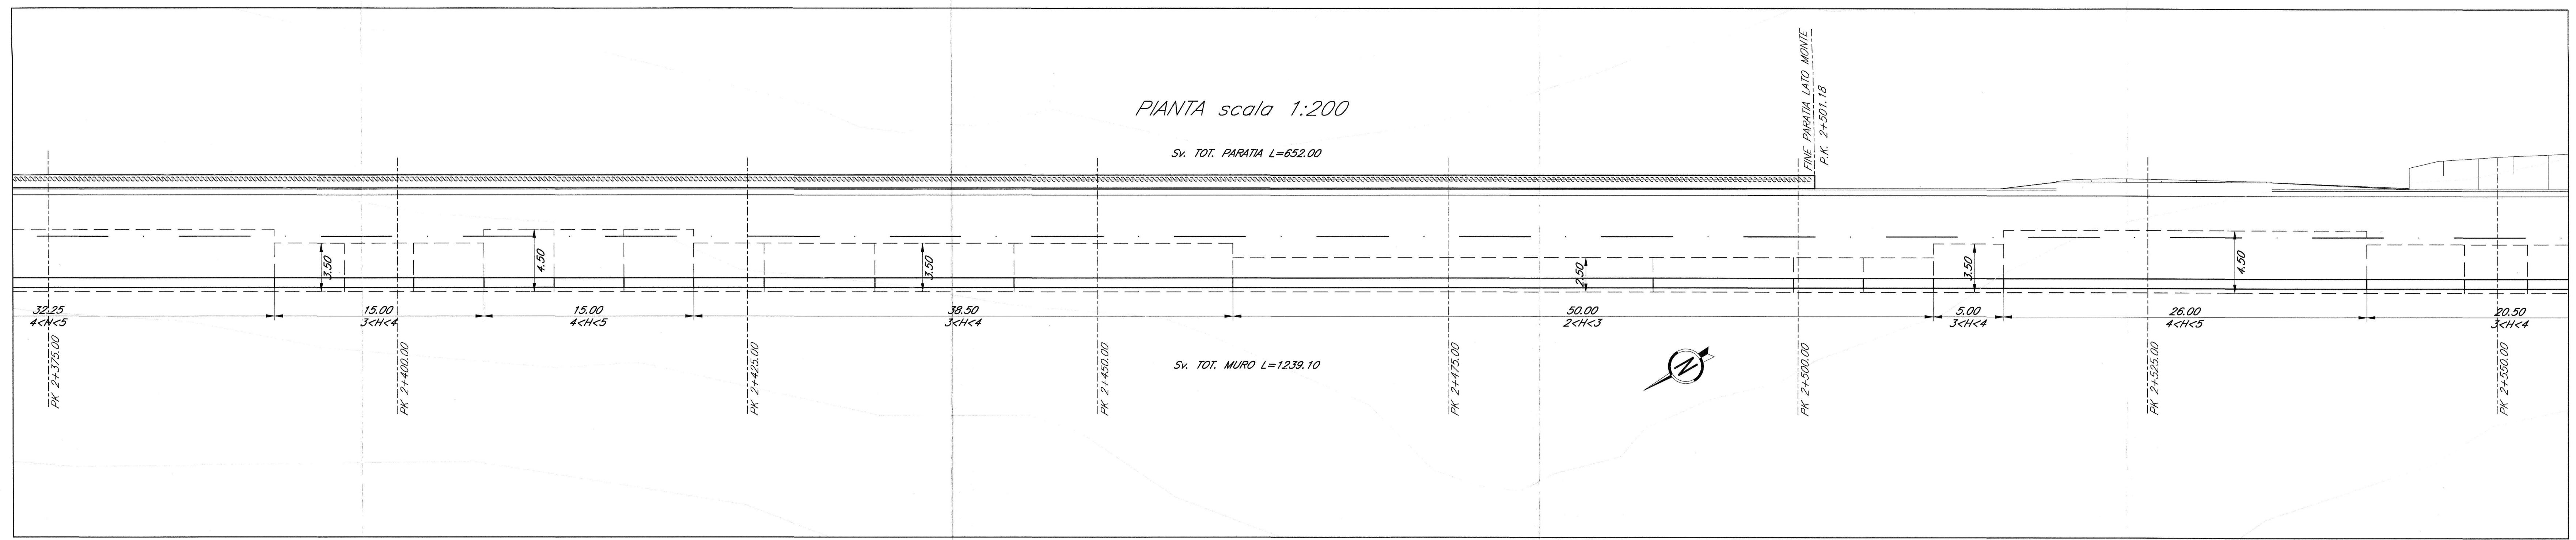 PIANTA scala 1:200
Sv. TOT. PARATIA L=652.00
FINE PARATIA LATO MONTE
P.K. 2+501.18
3.50
4.50
3.50
2.50
3.50
4.50
32.25
4<H<5
15.00
3<H<4
15.00
4<H<5
38.50
3<H<4
50.00
2<H<3
5.00
3<H<4
26.00
4<H<5
20.50
3<H<4
Sv. TOT. MURO L=1239.10
N
PK 2+375.00
PK 2+400.00
PK 2+425.00
PK 2+450.00
PK 2+475.00
PK 2+500.00
PK 2+525.00
PK 2+550.00